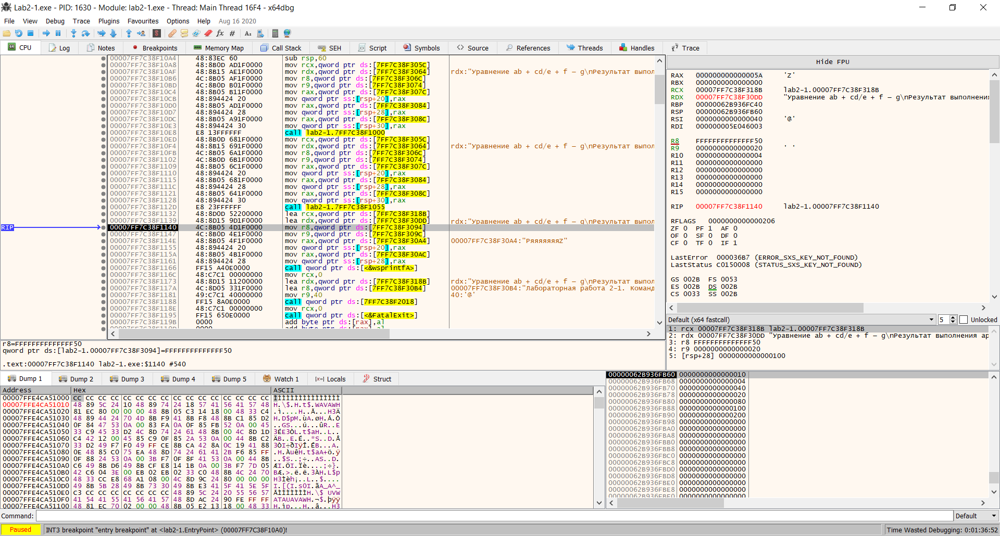 Lab2-1.exe - PID: 1630 - Module: lab2-1.exe - Thread: Main Thread 16F4 - x64dbg
File View Debug Trace Plugins Favourites Options Help Aug 16 2020
CPU Log Notes Breakpoints Memory Map Call Stack SEH Script Symbols Source References Threads Handles Trace
00007FF7C38F10A4 48:83EC 60 sub rsp,60
00007FF7C38F10A8 48:8B0D AD1F0000 mov rcx,qword ptr ds:[7FF7C38F305C]
00007FF7C38F10AF 48:8B15 AE1F0000 mov rdx,qword ptr ds:[7FF7C38F3064] rdx:"Уравнение ab + cd/e + f – g\nРезультат выпол
00007FF7C38F10B6 4C:8B05 AF1F0000 mov r8,qword ptr ds:[7FF7C38F306C]
00007FF7C38F10BD 4C:8B0D B01F0000 mov r9,qword ptr ds:[7FF7C38F3074]
00007FF7C38F10C4 48:8B05 B11F0000 mov rax,qword ptr ds:[7FF7C38F307C]
00007FF7C38F10CB 48:894424 20 mov qword ptr ss:[rsp+20],rax
00007FF7C38F10D0 48:8B05 AD1F0000 mov rax,qword ptr ds:[7FF7C38F3084]
00007FF7C38F10D7 48:894424 28 mov qword ptr ss:[rsp+28],rax
00007FF7C38F10DC 48:8B05 A91F0000 mov rax,qword ptr ds:[7FF7C38F308C]
00007FF7C38F10E3 48:894424 30 mov qword ptr ss:[rsp+30],rax
00007FF7C38F10E8 E8 13FFFFFF call lab2-1.7FF7C38F1000
00007FF7C38F10ED 48:8B0D 681F0000 mov rcx,qword ptr ds:[7FF7C38F305C]
00007FF7C38F10F4 48:8B15 691F0000 mov rdx,qword ptr ds:[7FF7C38F3064] rdx:"Уравнение ab + cd/e + f – g\nРезультат выпол
00007FF7C38F10FB 4C:8B05 6A1F0000 mov r8,qword ptr ds:[7FF7C38F306C]
00007FF7C38F1102 4C:8B0D 6B1F0000 mov r9,qword ptr ds:[7FF7C38F3074]
00007FF7C38F1109 48:8B05 6C1F0000 mov rax,qword ptr ds:[7FF7C38F307C]
00007FF7C38F1110 48:894424 20 mov qword ptr ss:[rsp+20],rax
00007FF7C38F1115 48:8B05 681F0000 mov rax,qword ptr ds:[7FF7C38F3084]
00007FF7C38F111C 48:894424 28 mov qword ptr ss:[rsp+28],rax
00007FF7C38F1121 48:8B05 641F0000 mov rax,qword ptr ds:[7FF7C38F308C]
00007FF7C38F1128 48:894424 30 mov qword ptr ss:[rsp+30],rax
00007FF7C38F112D E8 23FFFFFF call lab2-1.7FF7C38F1055
00007FF7C38F1132 48:8D0D 52200000 lea rcx,qword ptr ds:[7FF7C38F318B]
00007FF7C38F1139 48:8D15 9D1F0000 lea rdx,qword ptr ds:[7FF7C38F30DD] rdx:"Уравнение ab + cd/e + f – g\nРезультат выпол
RIP 00007FF7C38F1140 4C:8B05 4D1F0000 mov r8,qword ptr ds:[7FF7C38F3094]
00007FF7C38F1147 4C:8B0D 4E1F0000 mov r9,qword ptr ds:[7FF7C38F309C]
00007FF7C38F114E 48:8B05 4F1F0000 mov rax,qword ptr ds:[7FF7C38F30A4] 00007FF7C38F30A4:"PяяяяяяяZ"
00007FF7C38F1155 48:894424 20 mov qword ptr ss:[rsp+20],rax
00007FF7C38F115A 48:8B05 4B1F0000 mov rax,qword ptr ds:[7FF7C38F30AC]
00007FF7C38F1161 48:894424 28 mov qword ptr ss:[rsp+28],rax
00007FF7C38F1166 FF15 A40E0000 call qword ptr ds:[<&wsprintfA>]
00007FF7C38F116C 48:C7C1 00000000 mov rcx,0
00007FF7C38F1173 48:8D15 11200000 lea rdx,qword ptr ds:[7FF7C38F318B] rdx:"Уравнение ab + cd/e + f – g\nРезультат выпол
00007FF7C38F117A 4C:8D05 331F0000 lea r8,qword ptr ds:[7FF7C38F30B4] 00007FF7C38F30B4:"Лабораторная работа 2-1. Команд
00007FF7C38F1181 49:C7C1 40000000 mov r9,40 40:'@'
00007FF7C38F1188 FF15 8A0E0000 call qword ptr ds:[7FF7C38F2018]
00007FF7C38F118E 48:C7C1 00000000 mov rcx,0
00007FF7C38F1195 FF15 650E0000 call qword ptr ds:[<&FatalExit>]
00007FF7C38F119B 0000 add byte ptr ds:[rax],al
r8=FFFFFFFFFFFFFF50
qword ptr ds:[lab2-1.00007FF7C38F3094]=FFFFFFFFFFFFFF50
.text:00007FF7C38F1140 lab2-1.exe:$1140 #540
Hide FPU
RAX 000000000000005A 'Z'
RBX 0000000000000000
RCX 00007FF7C38F318B lab2-1.00007FF7C38F318B
RDX 00007FF7C38F30DD "Уравнение ab + cd/e + f – g\nРезультат выполнения
RBP 00000062B936FC40
RSP 00000062B936FB60
RSI 0000000000000040 '@'
RDI 000000005E046003
R8 FFFFFFFFFFFFFF50
R9 0000000000000020 ' '
R10 0000000000000004
R11 0000000000000000
R12 0000000000000000
R13 0000000000000000
R14 0000000000000000
R15 0000000000000000
RIP 00007FF7C38F1140 lab2-1.00007FF7C38F1140
RFLAGS 0000000000000206
ZF 0 PF 1 AF 0
OF 0 SF 0 DF 0
CF 0 TF 0 IF 1
LastError 000036B7 (ERROR_SXS_KEY_NOT_FOUND)
LastStatus C0150008 (STATUS_SXS_KEY_NOT_FOUND)
GS 002B FS 0053
ES 002B DS 002B
CS 0033 SS 002B
Default (x64 fastcall) 5 Unlocked
1: rcx 00007FF7C38F318B lab2-1.00007FF7C38F318B
2: rdx 00007FF7C38F30DD "Уравнение ab + cd/e + f – g\nРезультат выполнения ар
3: r8 FFFFFFFFFFFFFF50
4: r9 0000000000000020
5: [rsp+28] 0000000000000100
Dump 1 Dump 2 Dump 3 Dump 4 Dump 5 Watch 1 [x=] Locals Struct
Address Hex ASCII
00007FFE4CA51000 CC CC CC CC CC CC CC CC CC CC CC CC CC CC CC CC ÌÌÌÌÌÌÌÌÌÌÌÌÌÌÌÌ
00007FFE4CA51010 48 89 5C 24 10 48 89 74 24 18 57 41 56 41 57 48 H.\$.H.t$.WAVAWH
00007FFE4CA51020 81 EC 80 00 00 00 48 8B 05 C3 14 18 00 48 33 C4 .ì....H..Ã...H3Ä
00007FFE4CA51030 48 89 44 24 70 4D 8B F9 41 8B F8 48 8B C1 85 D2 H.D$pM.ùA.øH.Á.Ò
00007FFE4CA51040 0F 84 47 53 0A 00 83 FA 0A 0F 85 FB 52 0A 00 45 ..GS...ú...ûR..E
00007FFE4CA51050 33 C9 45 33 D2 4C 8D 74 24 61 48 8B 00 4C 8D 1D 3ÉE3ÒL.t$aH..L..
00007FFE4CA51060 C4 42 12 00 45 85 C9 0F 85 2A 53 0A 00 44 8B C2 ÄB..E.É..*S..D.Â
00007FFE4CA51070 33 D2 49 F7 F0 49 FF CE 8B CA 42 8A 0C 19 41 88 3ÒI÷ðIÿÎ.ÊB...A.
00007FFE4CA51080 0E 48 85 C0 75 EA 48 8D 74 24 61 41 2B F6 85 FF .H.ÀuêH.t$aA+ö.ÿ
00007FFE4CA51090 0F 88 24 53 0A 00 3B F7 0F 8F 41 53 0A 00 44 8B ..$S..;÷..AS..D.
00007FFE4CA510A0 C6 49 8B D6 49 8B CF E8 14 1B 0A 00 3B F7 7D 05 ÆI.ÖI.Ïè....;÷}.
00007FFE4CA510B0 42 C6 04 3E 00 EB 02 EB 02 33 C0 48 8B 4C 24 70 BÆ.>.ë.ë.3ÀH.L$p
00007FFE4CA510C0 48 33 CC E8 68 A1 08 00 4C 8D 9C 24 80 00 00 00 H3Ìèh¡..L..$....
00007FFE4CA510D0 49 8B 5B 28 49 8B 73 30 49 8B E3 41 5F 41 5E 5F I.[(I.s0I.ãA_A^_
00007FFE4CA510E0 C3 CC CC CC CC CC CC CC 48 89 5C 24 20 55 56 57 ÃÌÌÌÌÌÌÌH.\$ UVW
00007FFE4CA510F0 41 54 41 55 41 56 41 57 48 8D AC 24 90 FE FF FF ATAUAVAWH.¬$.þÿÿ
00007FFE4CA51100 48 81 EC 70 02 00 00 48 8B 05 E2 13 18 00 48 33 H.ìp...H..â...H3
00000062B936FB60 0000000000000010
00000062B936FB68 0000000000000004
00000062B936FB70 0000000000000040
00000062B936FB78 0000000000000020
00000062B936FB80 0000000000000080
00000062B936FB88 0000000000000100
00000062B936FB90 0000000000000200
00000062B936FB98 0000000000000000
00000062B936FBA0 0000000000000000
00000062B936FBA8 0000000000000000
00000062B936FBB0 0000000000000000
00000062B936FBB8 0000000000000000
00000062B936FBC0 0000000000000000
00000062B936FBC8 0000000000000000
00000062B936FBD0 0000000000000000
00000062B936FBD8 0000000000000000
00000062B936FBE0 0000000000000000
00000062B936FBE8 0000000000000000
00000062B936FBF0 0000000000000000
Command: Default
Paused INT3 breakpoint "entry breakpoint" at <lab2-1.EntryPoint> (00007FF7C38F10A0)! Time Wasted Debugging: 0:01:36:52